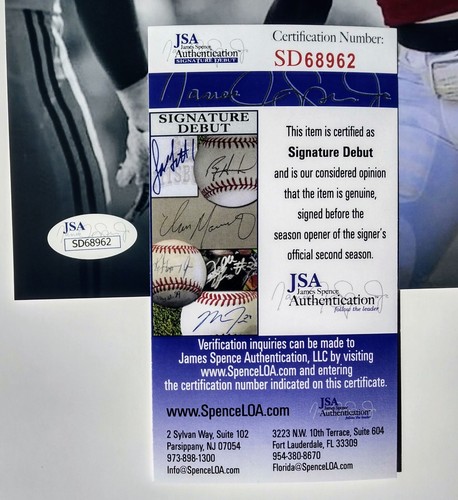 JSA
James Spence
Authentication
SIGNATURE DEBUT
Certification Number:
SD68962
SIGNATURE
DEBUT
This item is certified as
Signature Debut
and is our considered opinion
that the item is genuine,
signed before the
season opener of the signer's
official second season.
JSA
James Spence
Authentication
follow the leader
JSA
SD68962
Verification inquiries can be made to
James Spence Authentication, LLC by visiting
www.SpenceLOA.com and entering
the certification number indicated on this certificate.
www.SpenceLOA.com
JSA
Authentication
2 Sylvan Way, Suite 102
Parsippany, NJ 07054
973-898-1300
Info@SpenceLOA.com
3223 N.W. 10th Terrace, Suite 604
Fort Lauderdale, FL 33309
954-380-8670
Florida@SpenceLOA.com